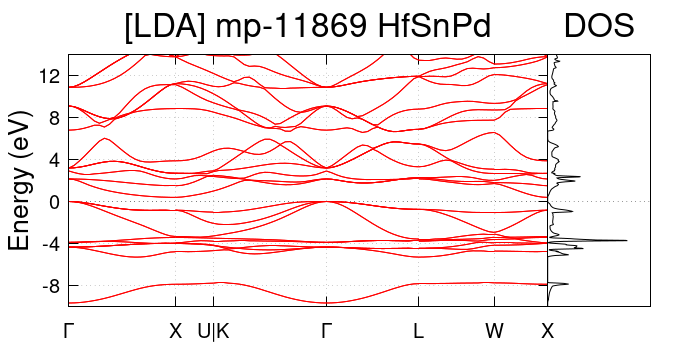 [LDA] mp-11869 HfSnPd
DOS
Energy (eV)
12
8
4
0
-4
-8
Γ X U|K Γ L W X